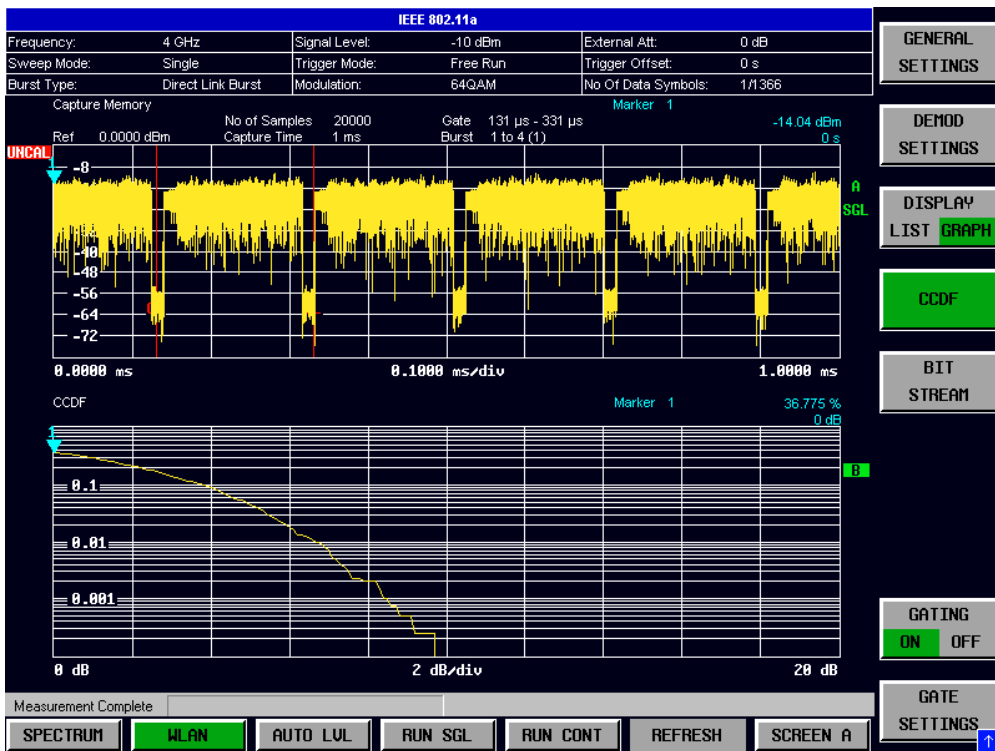 IEEE 802.11a
Frequency: 4 GHz Signal Level: -10 dBm External Att: 0 dB
Sweep Mode: Single Trigger Mode: Free Run Trigger Offset: 0 s
Burst Type: Direct Link Burst Modulation: 64QAM No Of Data Symbols: 1/1366
Capture Memory Marker 1
No of Samples 20000 Gate 131 µs - 331 µs -14.04 dBm
Ref 0.0000 dBm Capture Time 1 ms Burst 1 to 4 (1) 0 s
UNCAL
-8
A
SGL
-40
-48
-56
-64
-72
0.0000 ms 0.1000 ms/div 1.0000 ms
CCDF Marker 1 36.775 %
0 dB
1
B
0.1
0.01
0.001
0 dB 2 dB/div 20 dB
Measurement Complete
SPECTRUM WLAN AUTO LVL RUN SGL RUN CONT REFRESH SCREEN A
GENERAL
SETTINGS
DEMOD
SETTINGS
DISPLAY
LIST GRAPH
CCDF
BIT
STREAM
GATING
ON OFF
GATE
SETTINGS